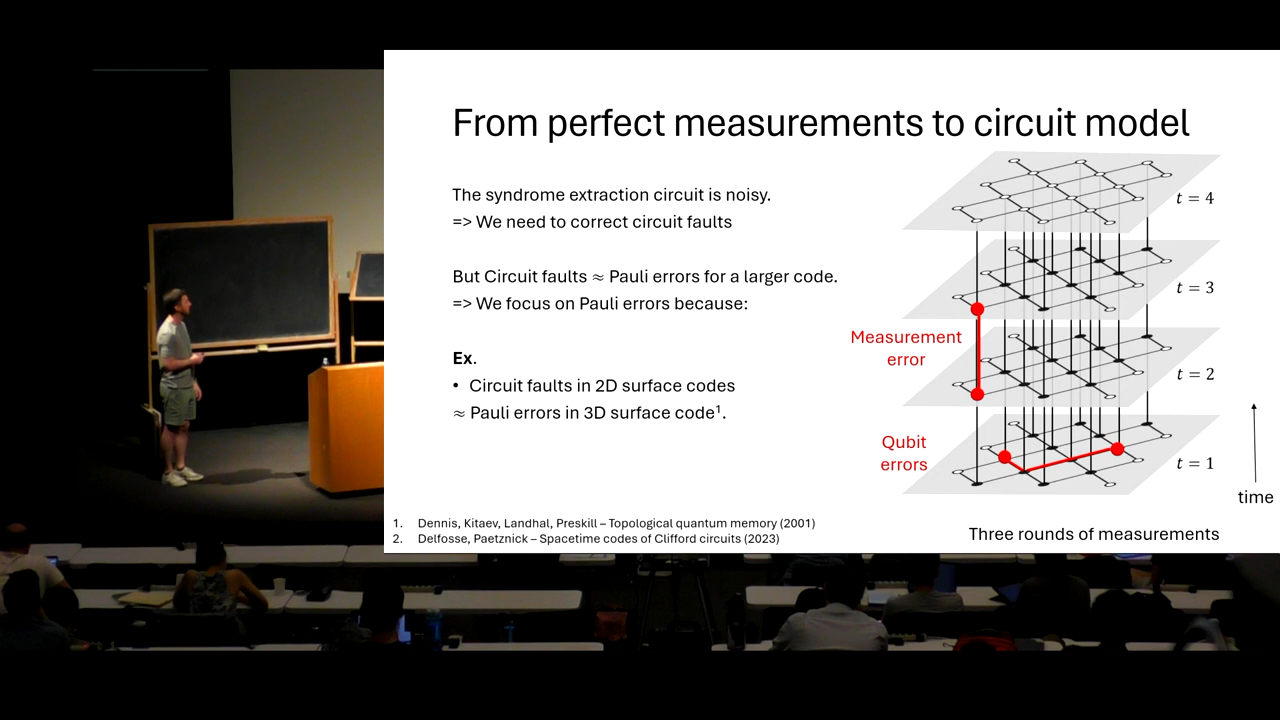 From perfect measurements to circuit model
The syndrome extraction circuit is noisy.
=> We need to correct circuit faults
But Circuit faults ≈ Pauli errors for a larger code.
=> We focus on Pauli errors because:
Ex.
• Circuit faults in 2D surface codes
≈ Pauli errors in 3D surface code¹.
t = 4
t = 3
Measurement
error
t = 2
Qubit
errors
t = 1
time
Three rounds of measurements
1. Dennis, Kitaev, Landhal, Preskill – Topological quantum memory (2001)
2. Delfosse, Paetznick – Spacetime codes of Clifford circuits (2023)